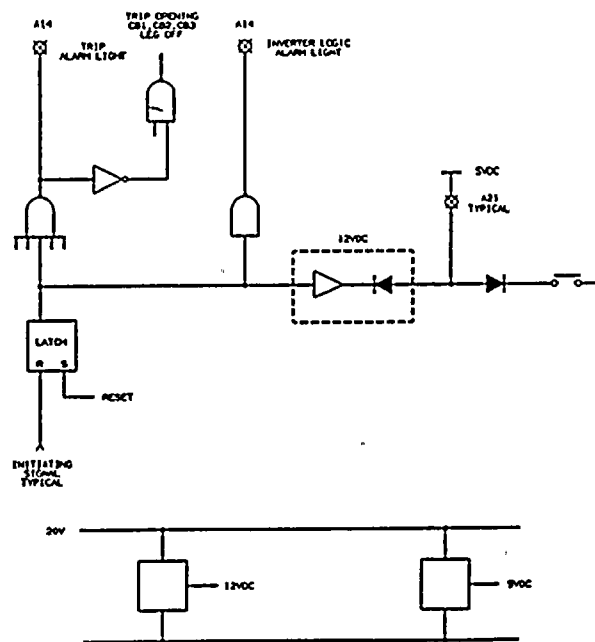 A14
TRIP
ALARM LIGHT
TRIP OPENING
CB1, CB2, CB3
LEG OFF
A14
INVERTER LOGIC
ALARM LIGHT
5VDC
A21
TYPICAL
12VDC
LATCH
R S
RESET
INITIATING
SIGNAL
TYPICAL
20V
12VDC
5VDC